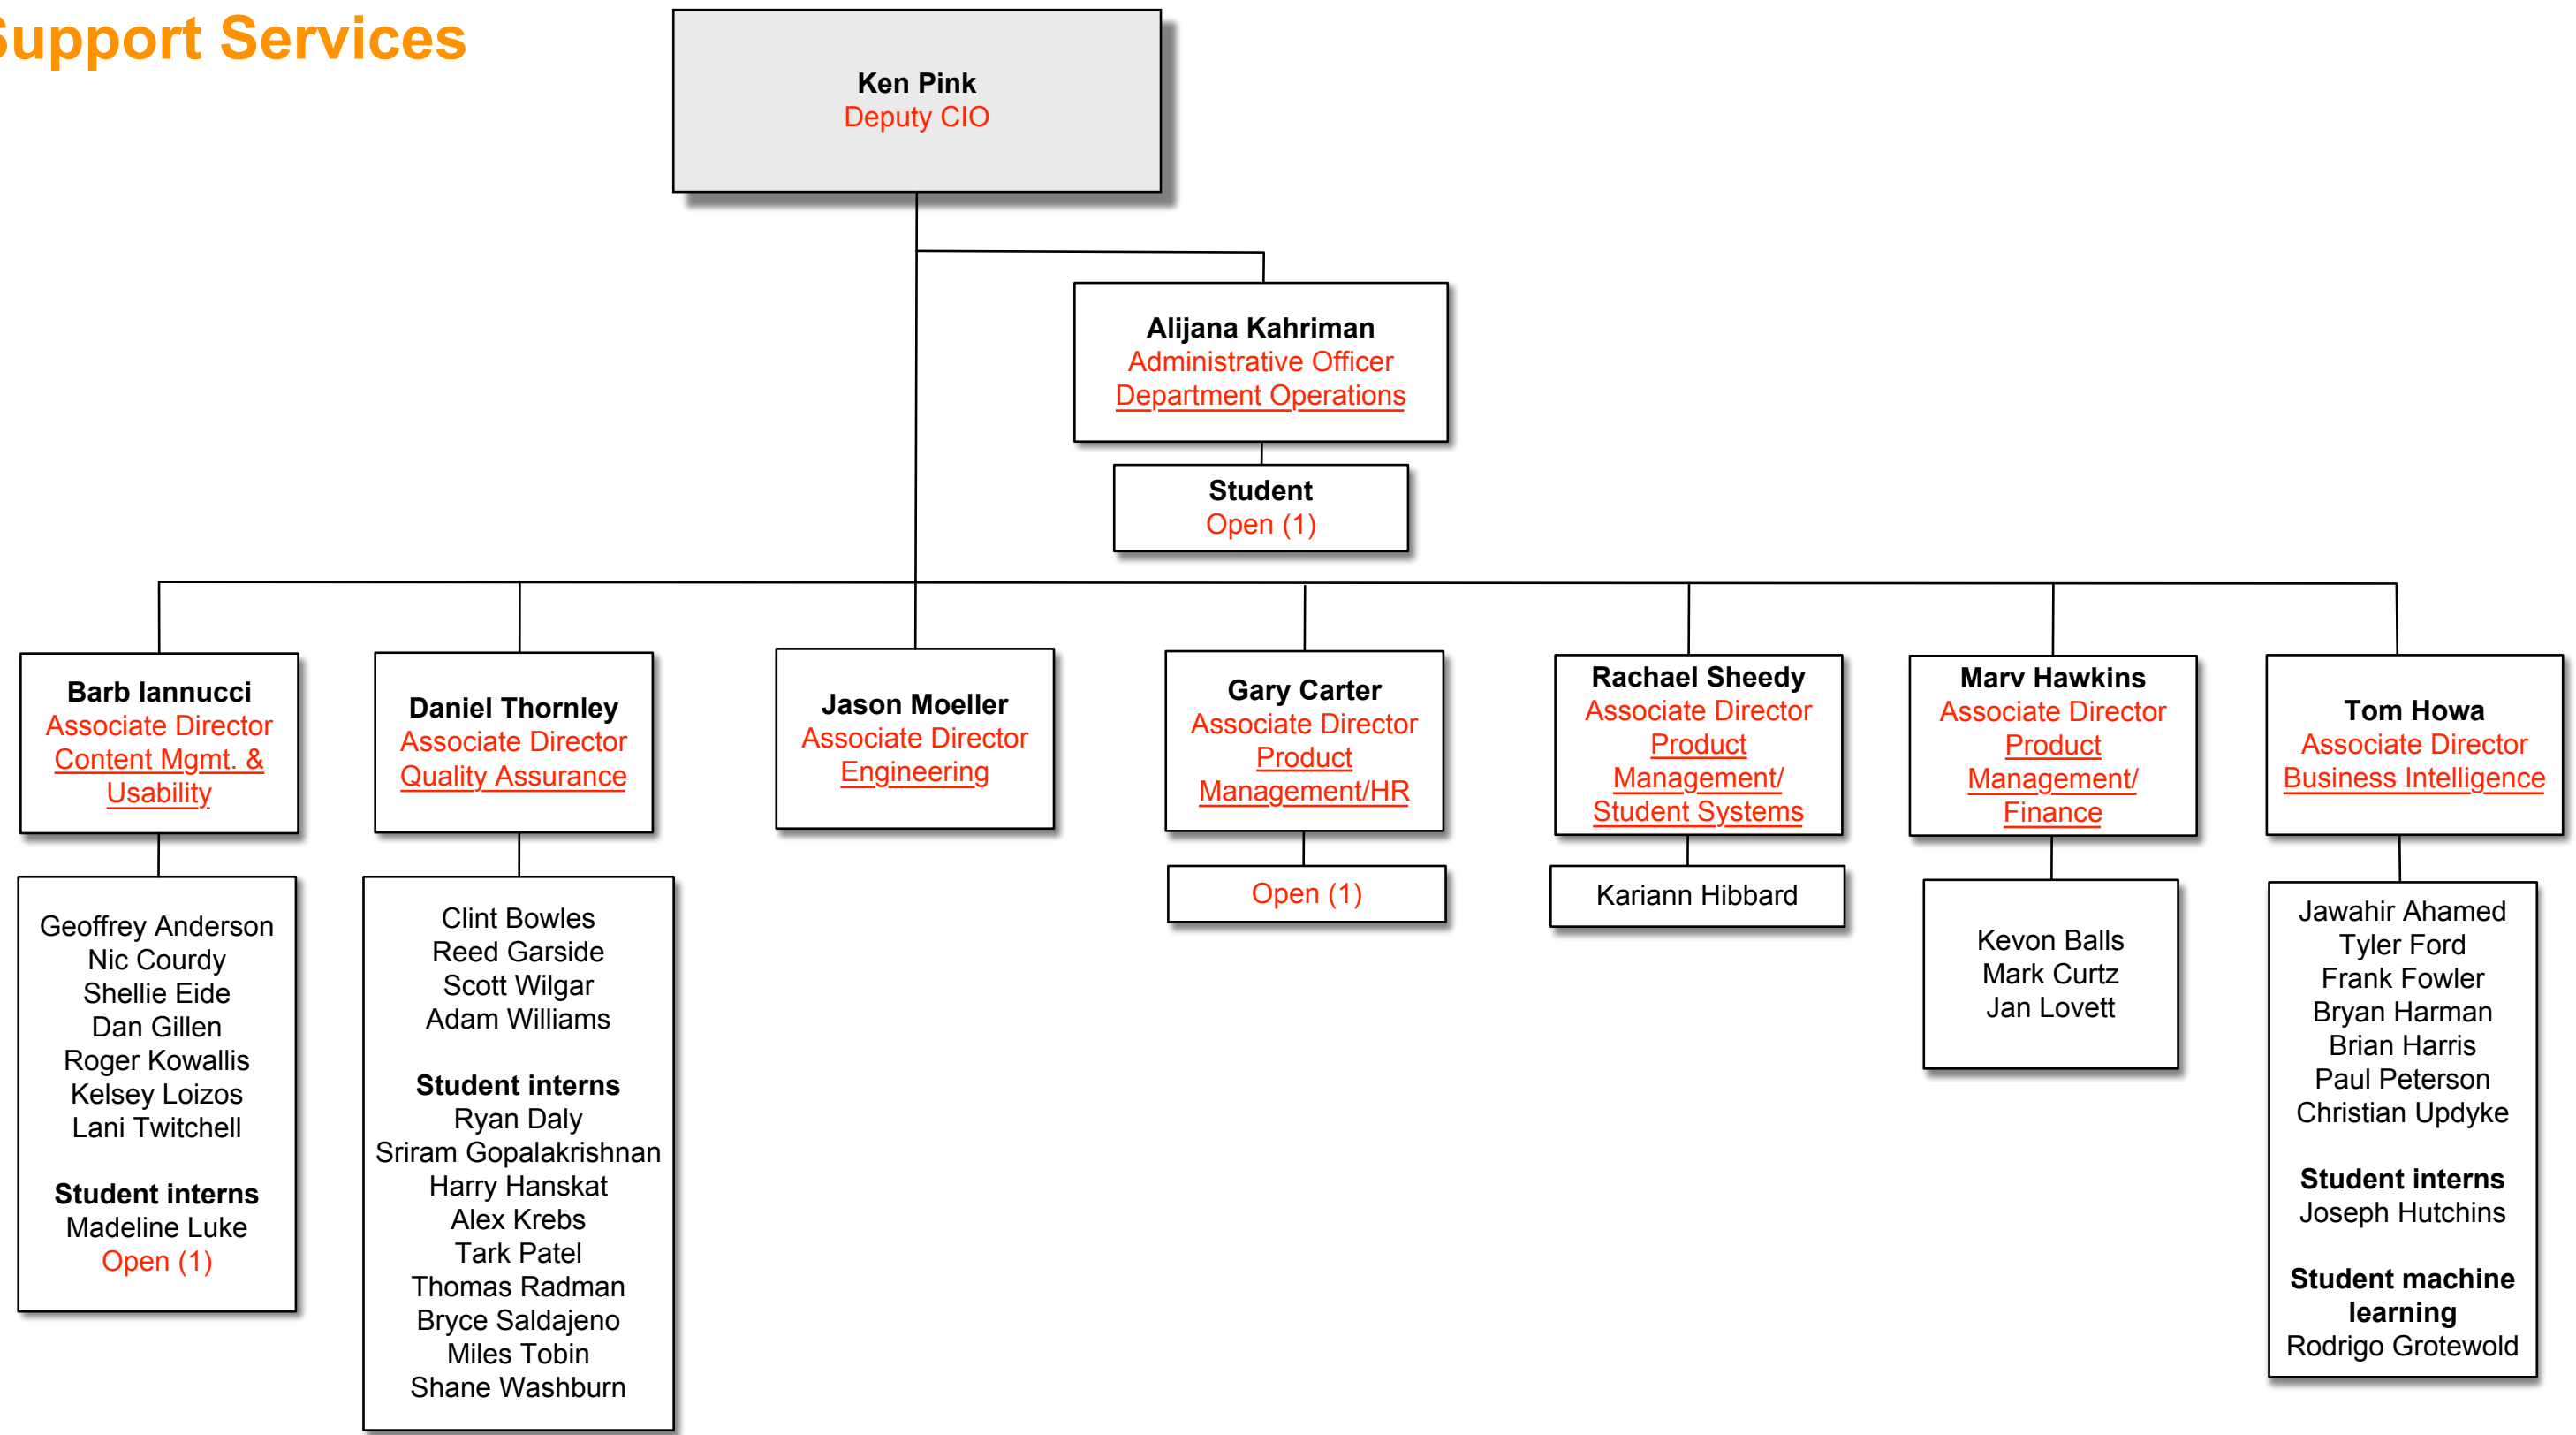 Support Services
Ken Pink
Deputy CIO
Alijana Kahriman
Administrative Officer
Department Operations
Student
Open (1)
Barb Iannucci
Associate Director
Content Mgmt. &
Usability
Geoffrey Anderson
Nic Courdy
Shellie Eide
Dan Gillen
Roger Kowallis
Kelsey Loizos
Lani Twitchell
Student interns
Madeline Luke
Open (1)
Daniel Thornley
Associate Director
Quality Assurance
Clint Bowles
Reed Garside
Scott Wilgar
Adam Williams
Student interns
Ryan Daly
Sriram Gopalakrishnan
Harry Hanskat
Alex Krebs
Tark Patel
Thomas Radman
Bryce Saldajeno
Miles Tobin
Shane Washburn
Jason Moeller
Associate Director
Engineering
Gary Carter
Associate Director
Product
Management/HR
Open (1)
Rachael Sheedy
Associate Director
Product
Management/
Student Systems
Kariann Hibbard
Marv Hawkins
Associate Director
Product
Management/
Finance
Kevon Balls
Mark Curtz
Jan Lovett
Tom Howa
Associate Director
Business Intelligence
Jawahir Ahamed
Tyler Ford
Frank Fowler
Bryan Harman
Brian Harris
Paul Peterson
Christian Updyke
Student interns
Joseph Hutchins
Student machine
learning
Rodrigo Grotewold